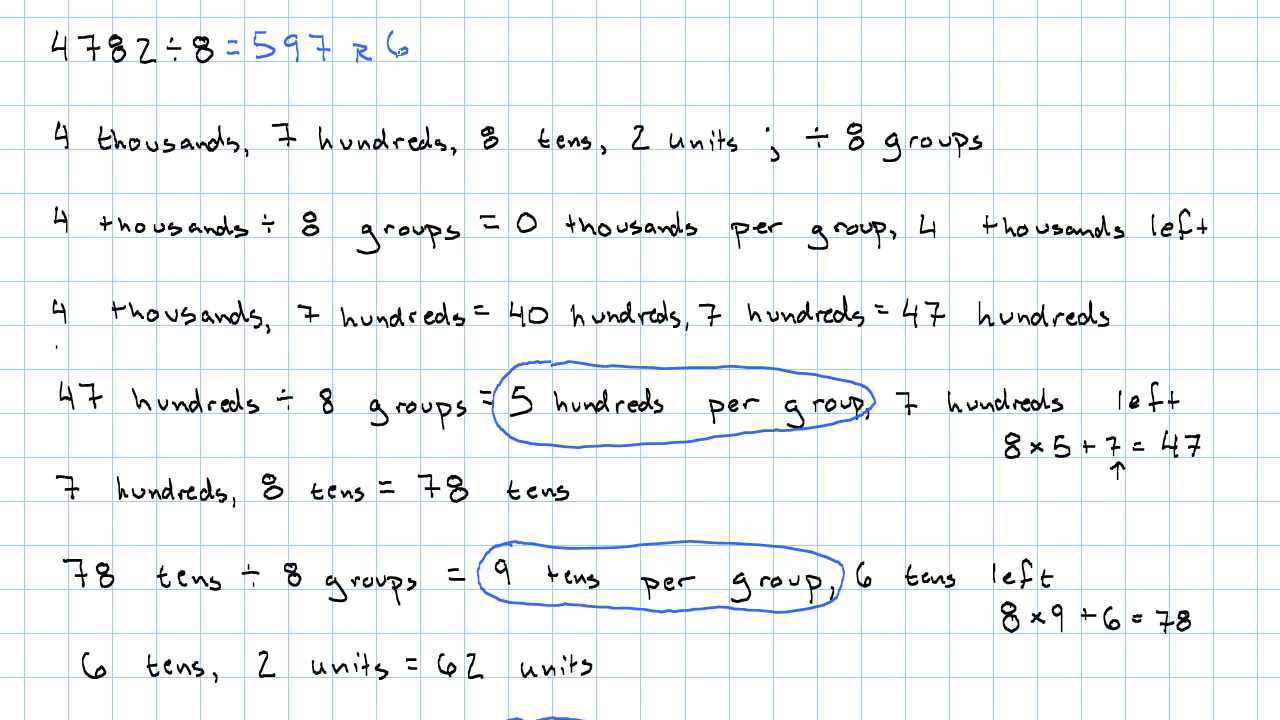 4782÷8 = 597 R 6
4 thousands, 7 hundreds, 8 tens, 2 units ; ÷ 8 groups
4 thousands ÷ 8 groups = 0 thousands per group, 4 thousands left
4 thousands, 7 hundreds = 40 hundreds, 7 hundreds = 47 hundreds
47 hundreds ÷ 8 groups = 5 hundreds per group, 7 hundreds left
8 × 5 + 7 = 47
↑
7 hundreds, 8 tens = 78 tens
78 tens ÷ 8 groups = 9 tens per group, 6 tens left
8 × 9 + 6 = 78
6 tens, 2 units = 62 units